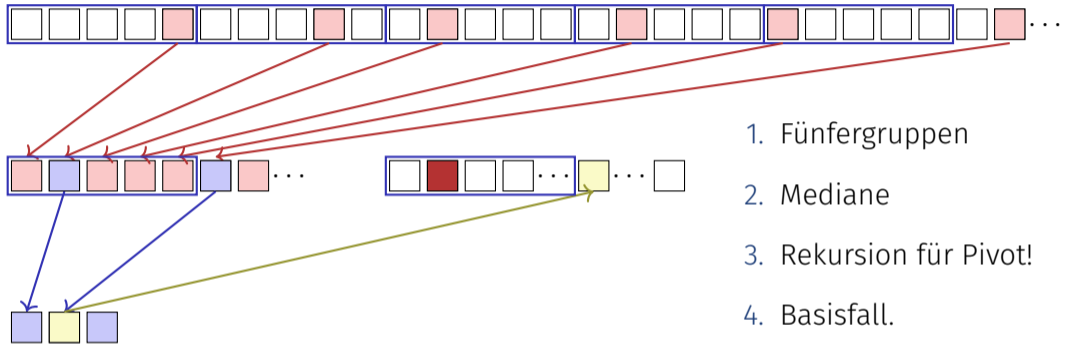 1. Fünfergruppen
2. Mediane
3. Rekursion für Pivot!
4. Basisfall.